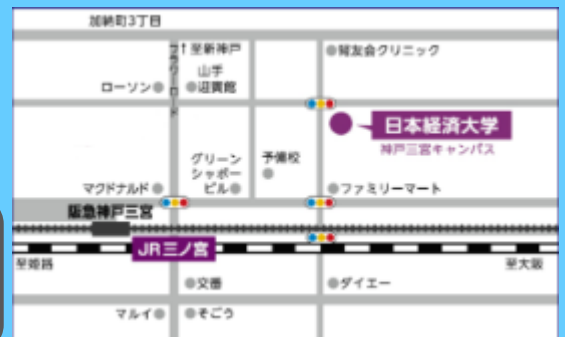 加納町3丁目
フラワーロード
↑至新神戸
山手
迎賓館
ローソン
友会クリニック
日本経済大学
神戸三宮キャンパス
グリーン
シャポー
ビル
予備校
マクドナルド
ファミリーマート
阪急神戸三宮
JR三ノ宮
至姫路
至大阪
交番
ダイエー
マルイ
そごう